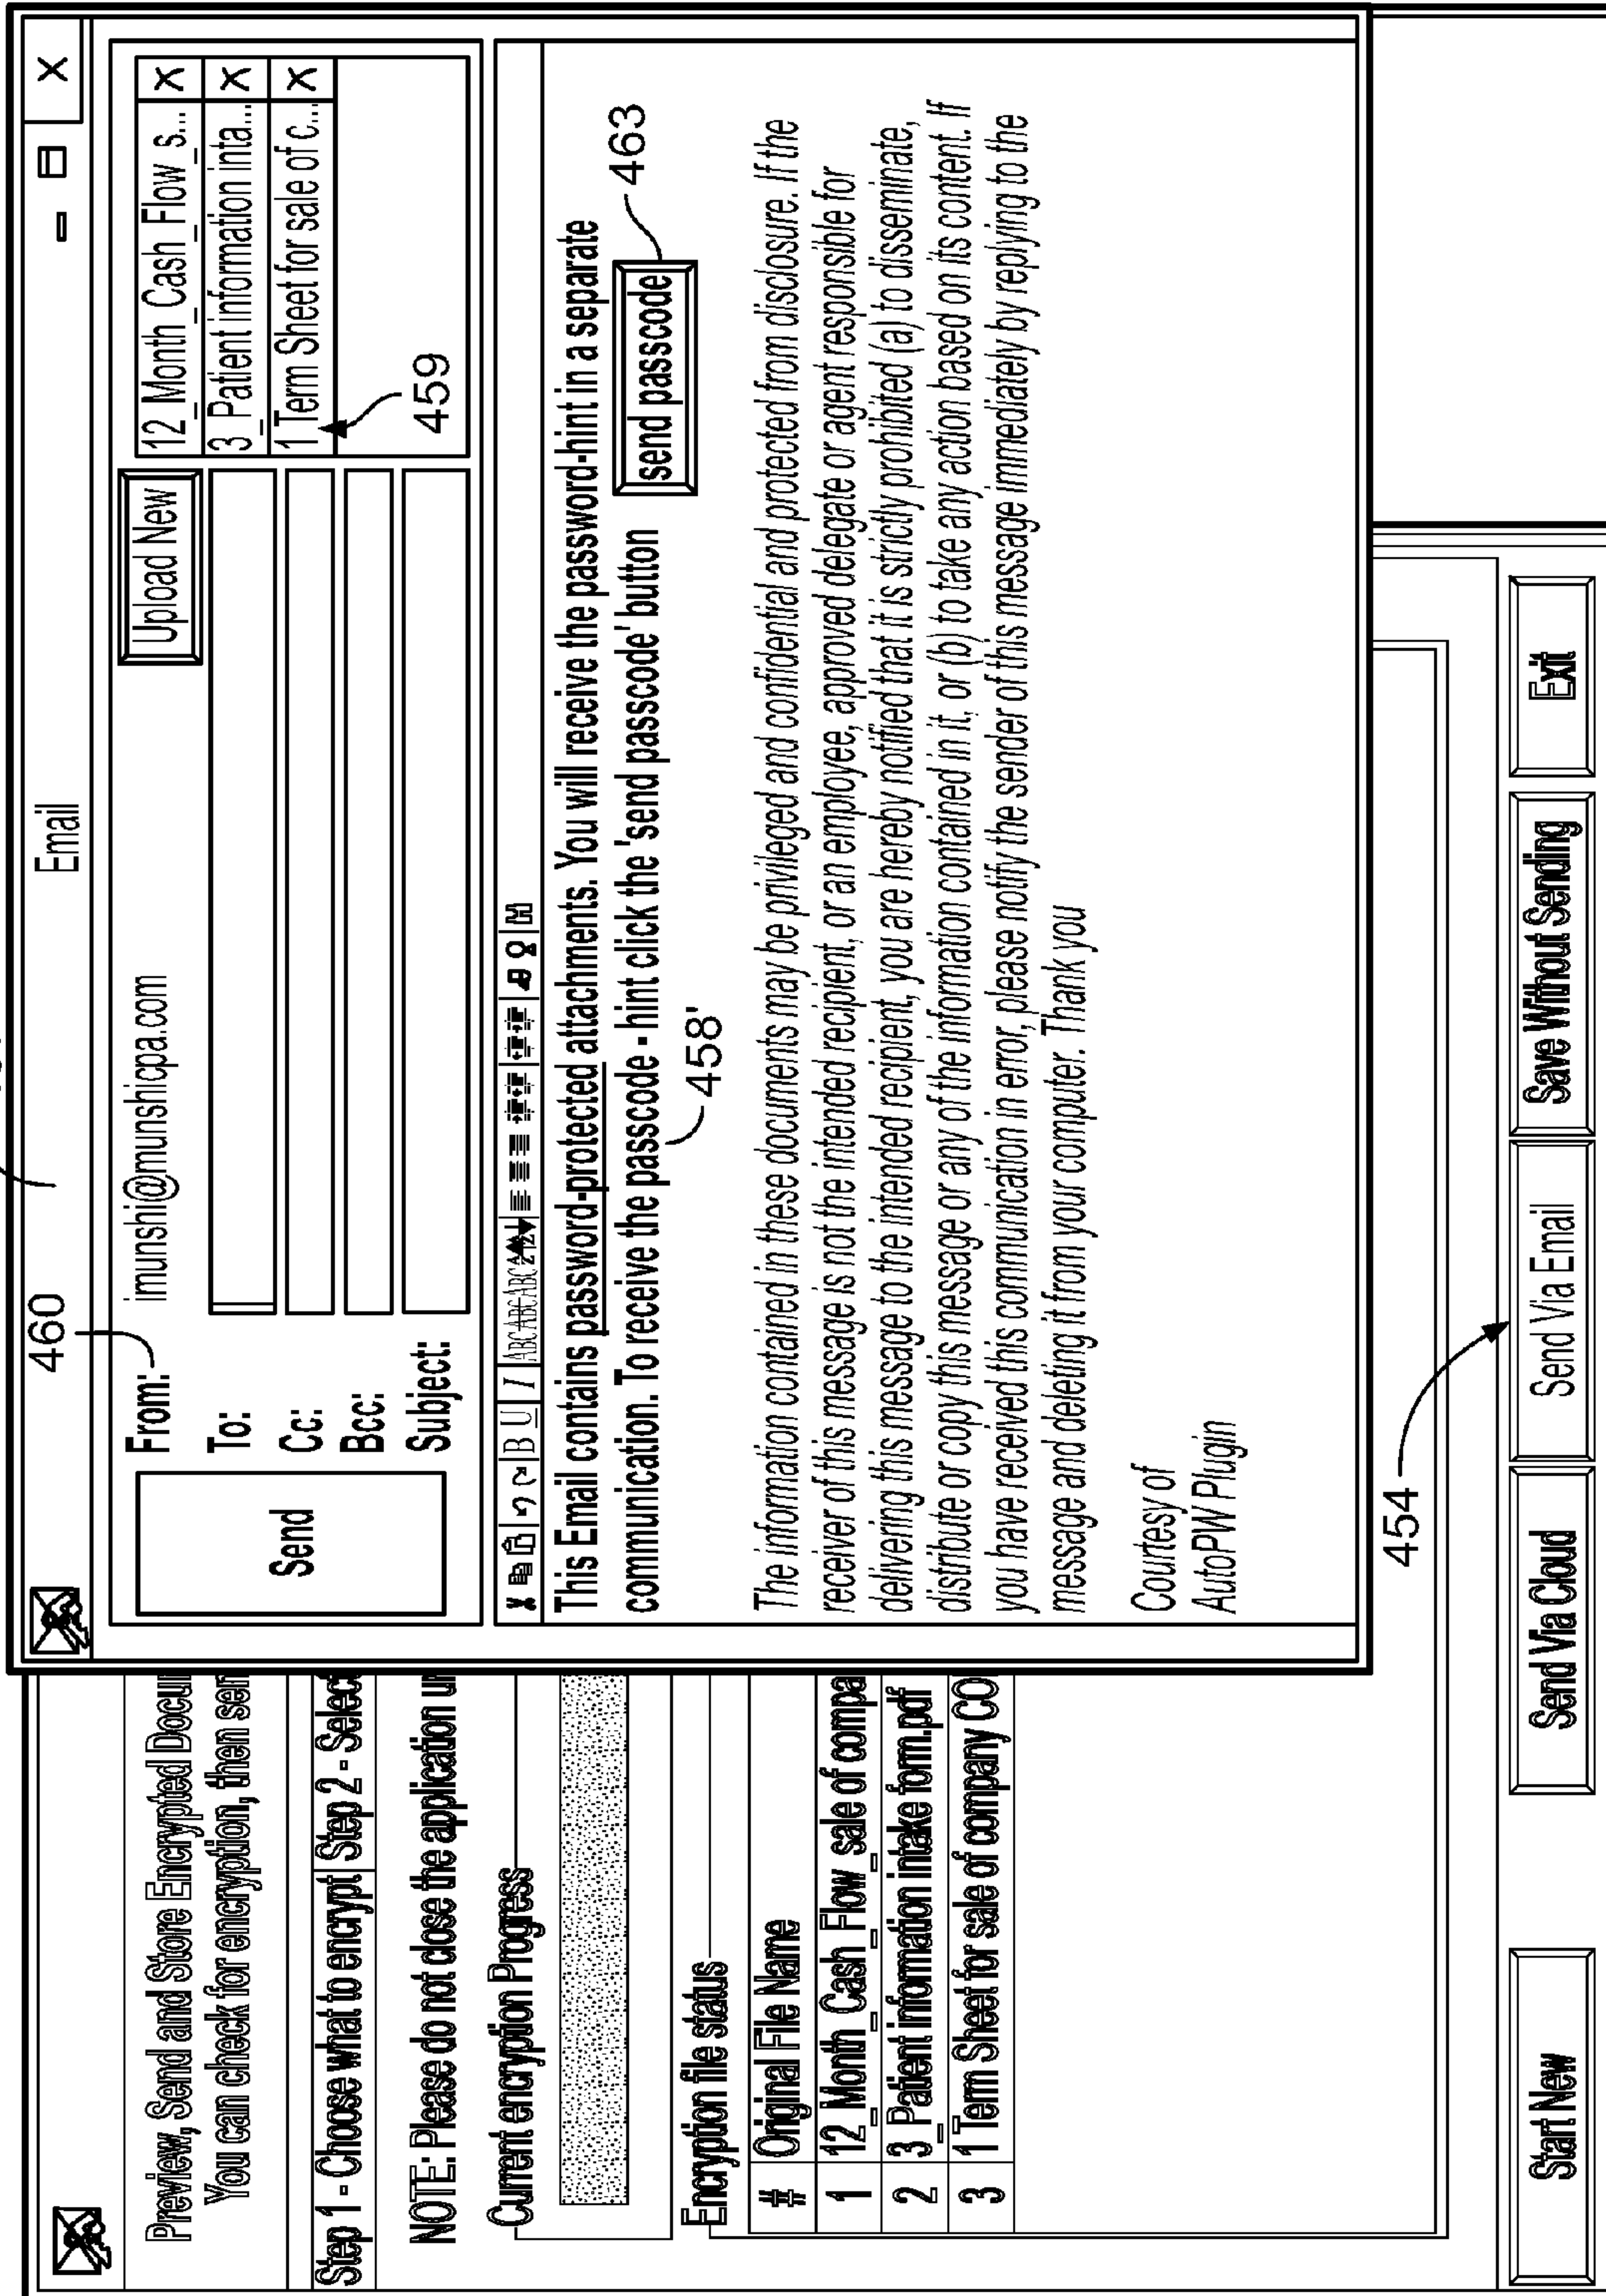 460
Email
Send
From: imunshi@munshicpa.com
Upload New
To:
Cc:
Bcc:
Subject:
12_Month_Cash_Flow_s... X
3_Patient information inta... X
1 Term Sheet for sale of c... X
459
B U I ABC ABC ABC
This Email contains password-protected attachments. You will receive the password-hint in a separate
communication. To receive the passcode - hint click the 'send passcode' button
send passcode
463
458'
The information contained in these documents may be privileged and confidential and protected from disclosure. If the
receiver of this message is not the intended recipient, or an employee, approved delegate or agent responsible for
delivering this message to the intended recipient, you are hereby notified that it is strictly prohibited (a) to disseminate,
distribute or copy this message or any of the information contained in it, or (b) to take any action based on its content. If
you have received this communication in error, please notify the sender of this message immediately by replying to the
message and deleting it from your computer. Thank you
Courtesy of
AutoPW Plugin
Preview, Send and Store Encrypted Docu
You can check for encryption, then sen
Step 1 - Choose what to encrypt
Step 2 - Select
NOTE: Please do not close the application
Current encryption Progress
Encryption file status
# Original File Name
1 12_Month_Cash_Flow_sale of compa
2 3_Patient information intake form.pdf
3 1 Term Sheet for sale of company CO
454
Start New
Send Via Cloud
Send Via Email
Save Without Sending
Exit